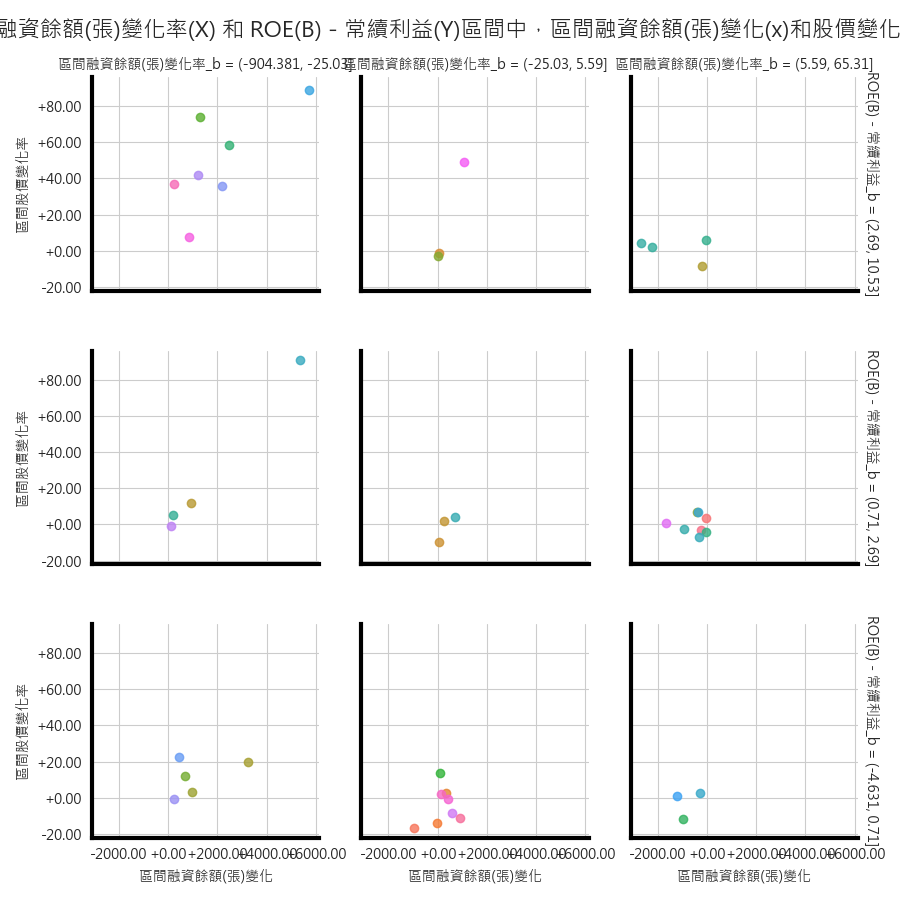 融資餘額(張)變化率(X) 和 ROE(B) - 常續利益(Y)區間中，區間融資餘額(張)變化(x)和股價變化
區間融資餘額(張)變化率_b = (-904.381, -25.03]
區間融資餘額(張)變化率_b = (-25.03, 5.59]
區間融資餘額(張)變化率_b = (5.59, 65.31]
+80.00
+60.00
+40.00
+20.00
+0.00
-20.00
區間股價變化率
ROE(B) - 常續利益_b = (2.69, 10.53]
+80.00
+60.00
+40.00
+20.00
+0.00
-20.00
區間股價變化率
ROE(B) - 常續利益_b = (0.71, 2.69]
+80.00
+60.00
+40.00
+20.00
+0.00
-20.00
區間股價變化率
ROE(B) - 常續利益_b = (-4.631, 0.71]
-2000.00 +0.00 +2000.00 +4000.00 +6000.00
-2000.00 +0.00 +2000.00 +4000.00 +6000.00
-2000.00 +0.00 +2000.00 +4000.00 +6000.00
區間融資餘額(張)變化
區間融資餘額(張)變化
區間融資餘額(張)變化